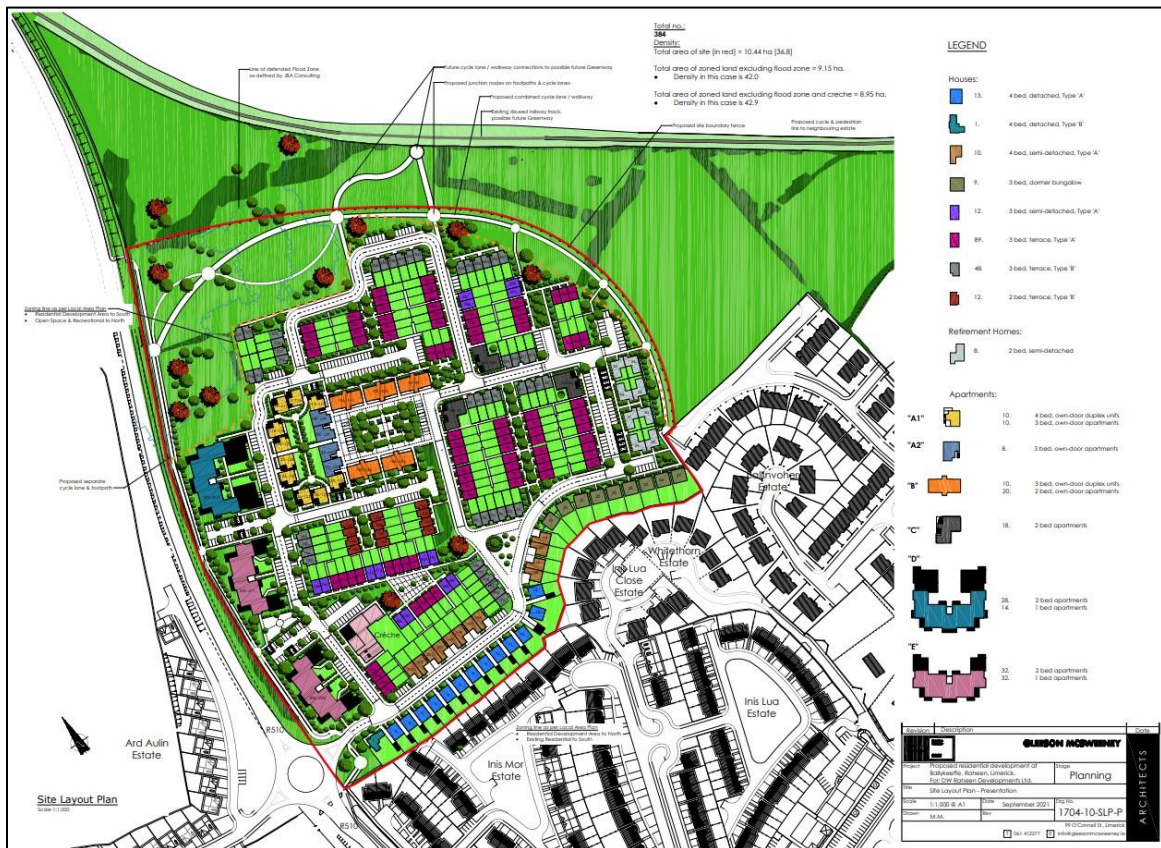 Total no.:
384
Density:
Total area of site [in red] = 10.44 ha [36.8]
Total area of zoned land excluding flood zone = 9.15 ha.
• Density in this case is 42.0
Total area of zoned land excluding flood zone and creche = 8.95 ha.
• Density in this case is 42.9
Line of defended Flood Zone
as defined by JBA Consulting
Future cycle lane / walkway connections to possible future Greenway
Proposed junction nodes on footpaths & cycle lanes
Proposed combined cycle lane / walkway
Existing disused railway track,
possible future Greenway
Proposed site boundary fence
Proposed cycle & pedestrian
link to neighbouring estate
Zoning line as per Local Area Plan
• Residential Development Area to South
• Open Space & Recreational to North
Proposed separate
cycle lane & footpath
Crèche
Whitethorn
Estate
Inis Lua
Close
Estate
Inis Lua
Estate
Zoning line as per Local Area Plan
• Residential Development Area to North
• Existing Residential to South
Inis Mor
Estate
Ard Aulin
Estate
R510
R510
Site Layout Plan
Scale 1:1,000
LEGEND
Houses:
13. 4 bed, detached, Type 'A'
1. 4 bed, detached, Type 'B'
10. 4 bed, semi-detached, Type 'A'
9. 3 bed, dormer bungalow
12. 3 bed, semi-detached, Type 'A'
89. 3 bed, terrace, Type 'A'
48. 3 bed, terrace, Type 'B'
12. 2 bed, terrace, Type 'B'
Retirement Homes:
8. 2 bed, semi-detached
Apartments:
"A1" 10. 4 bed, own-door duplex units
10. 3 bed, own-door apartments
"A2" 8. 3 bed, own-door apartments
"B" 10. 3 bed, own-door duplex units
20. 2 bed, own-door apartments
"C" 18. 2 bed apartments
"D"
28. 2 bed apartments
14. 1 bed apartments
"E"
32. 2 bed apartments
32. 1 bed apartments
Revision Description Date
GLEESON MCSWEENEY
ARCHITECTS
Project Proposed residential development at
Ballykeeffe, Raheen, Limerick.
For: DW Raheen Developments Ltd.
Stage
Planning
Title Site Layout Plan - Presentation
Scale 1:1,000 @ A1 Date September 2021 Drg No.
Drawn M.M. Rev 1704-10-SLP-P
99 O'Connell St., Limerick
T 061 412277 E